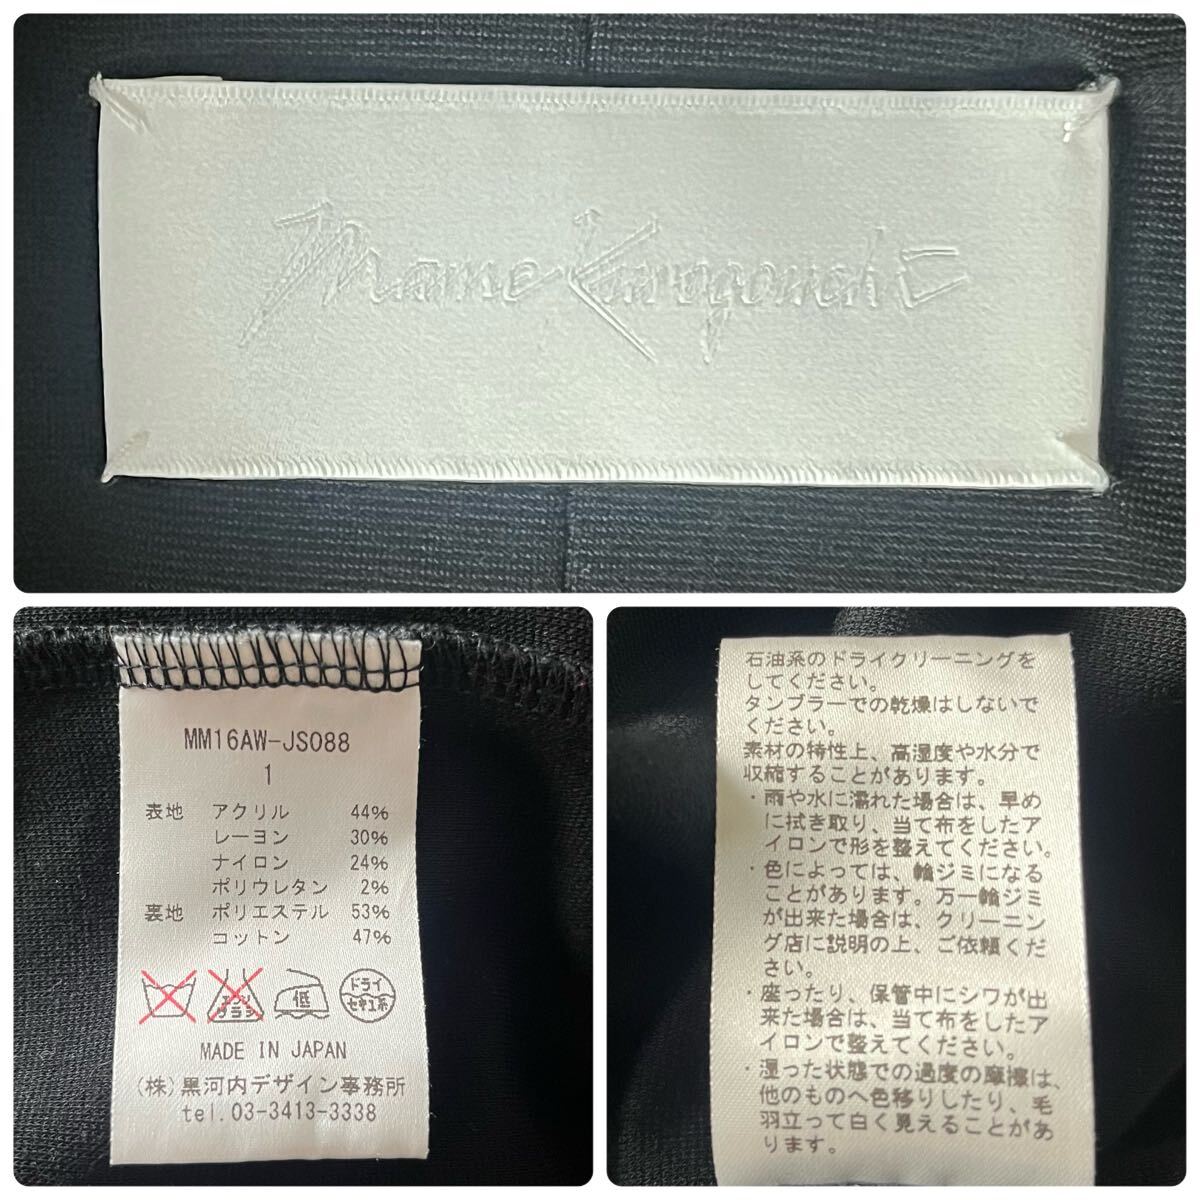 Mame Kurogouchi
MM16AW-JS088
1
表地 アクリル 44%
レーヨン 30%
ナイロン 24%
ポリウレタン 2%
裏地 ポリエステル 53%
コットン 47%
エンソ
サラシ
低
ドライ
セキユ系
MADE IN JAPAN
(株)黒河内デザイン事務所
tel.03-3413-3338
石油系のドライクリーニングを
してください。
タンブラーでの乾燥はしないで
ください。
素材の特性上、高湿度や水分で
収縮することがあります。
・雨や水に濡れた場合は、早め
に拭き取り、当て布をしたア
イロンで形を整えてください。
・色によっては、輪ジミになる
ことがあります。万一輪ジミ
が出来た場合は、クリーニン
グ店に説明の上、ご依頼くだ
さい。
・座ったり、保管中にシワが出
来た場合は、当て布をしたア
イロンで整えてください。
・湿った状態での過度の摩擦は、
他のものへ色移りしたり、毛
羽立って白く見えることがあ
ります。